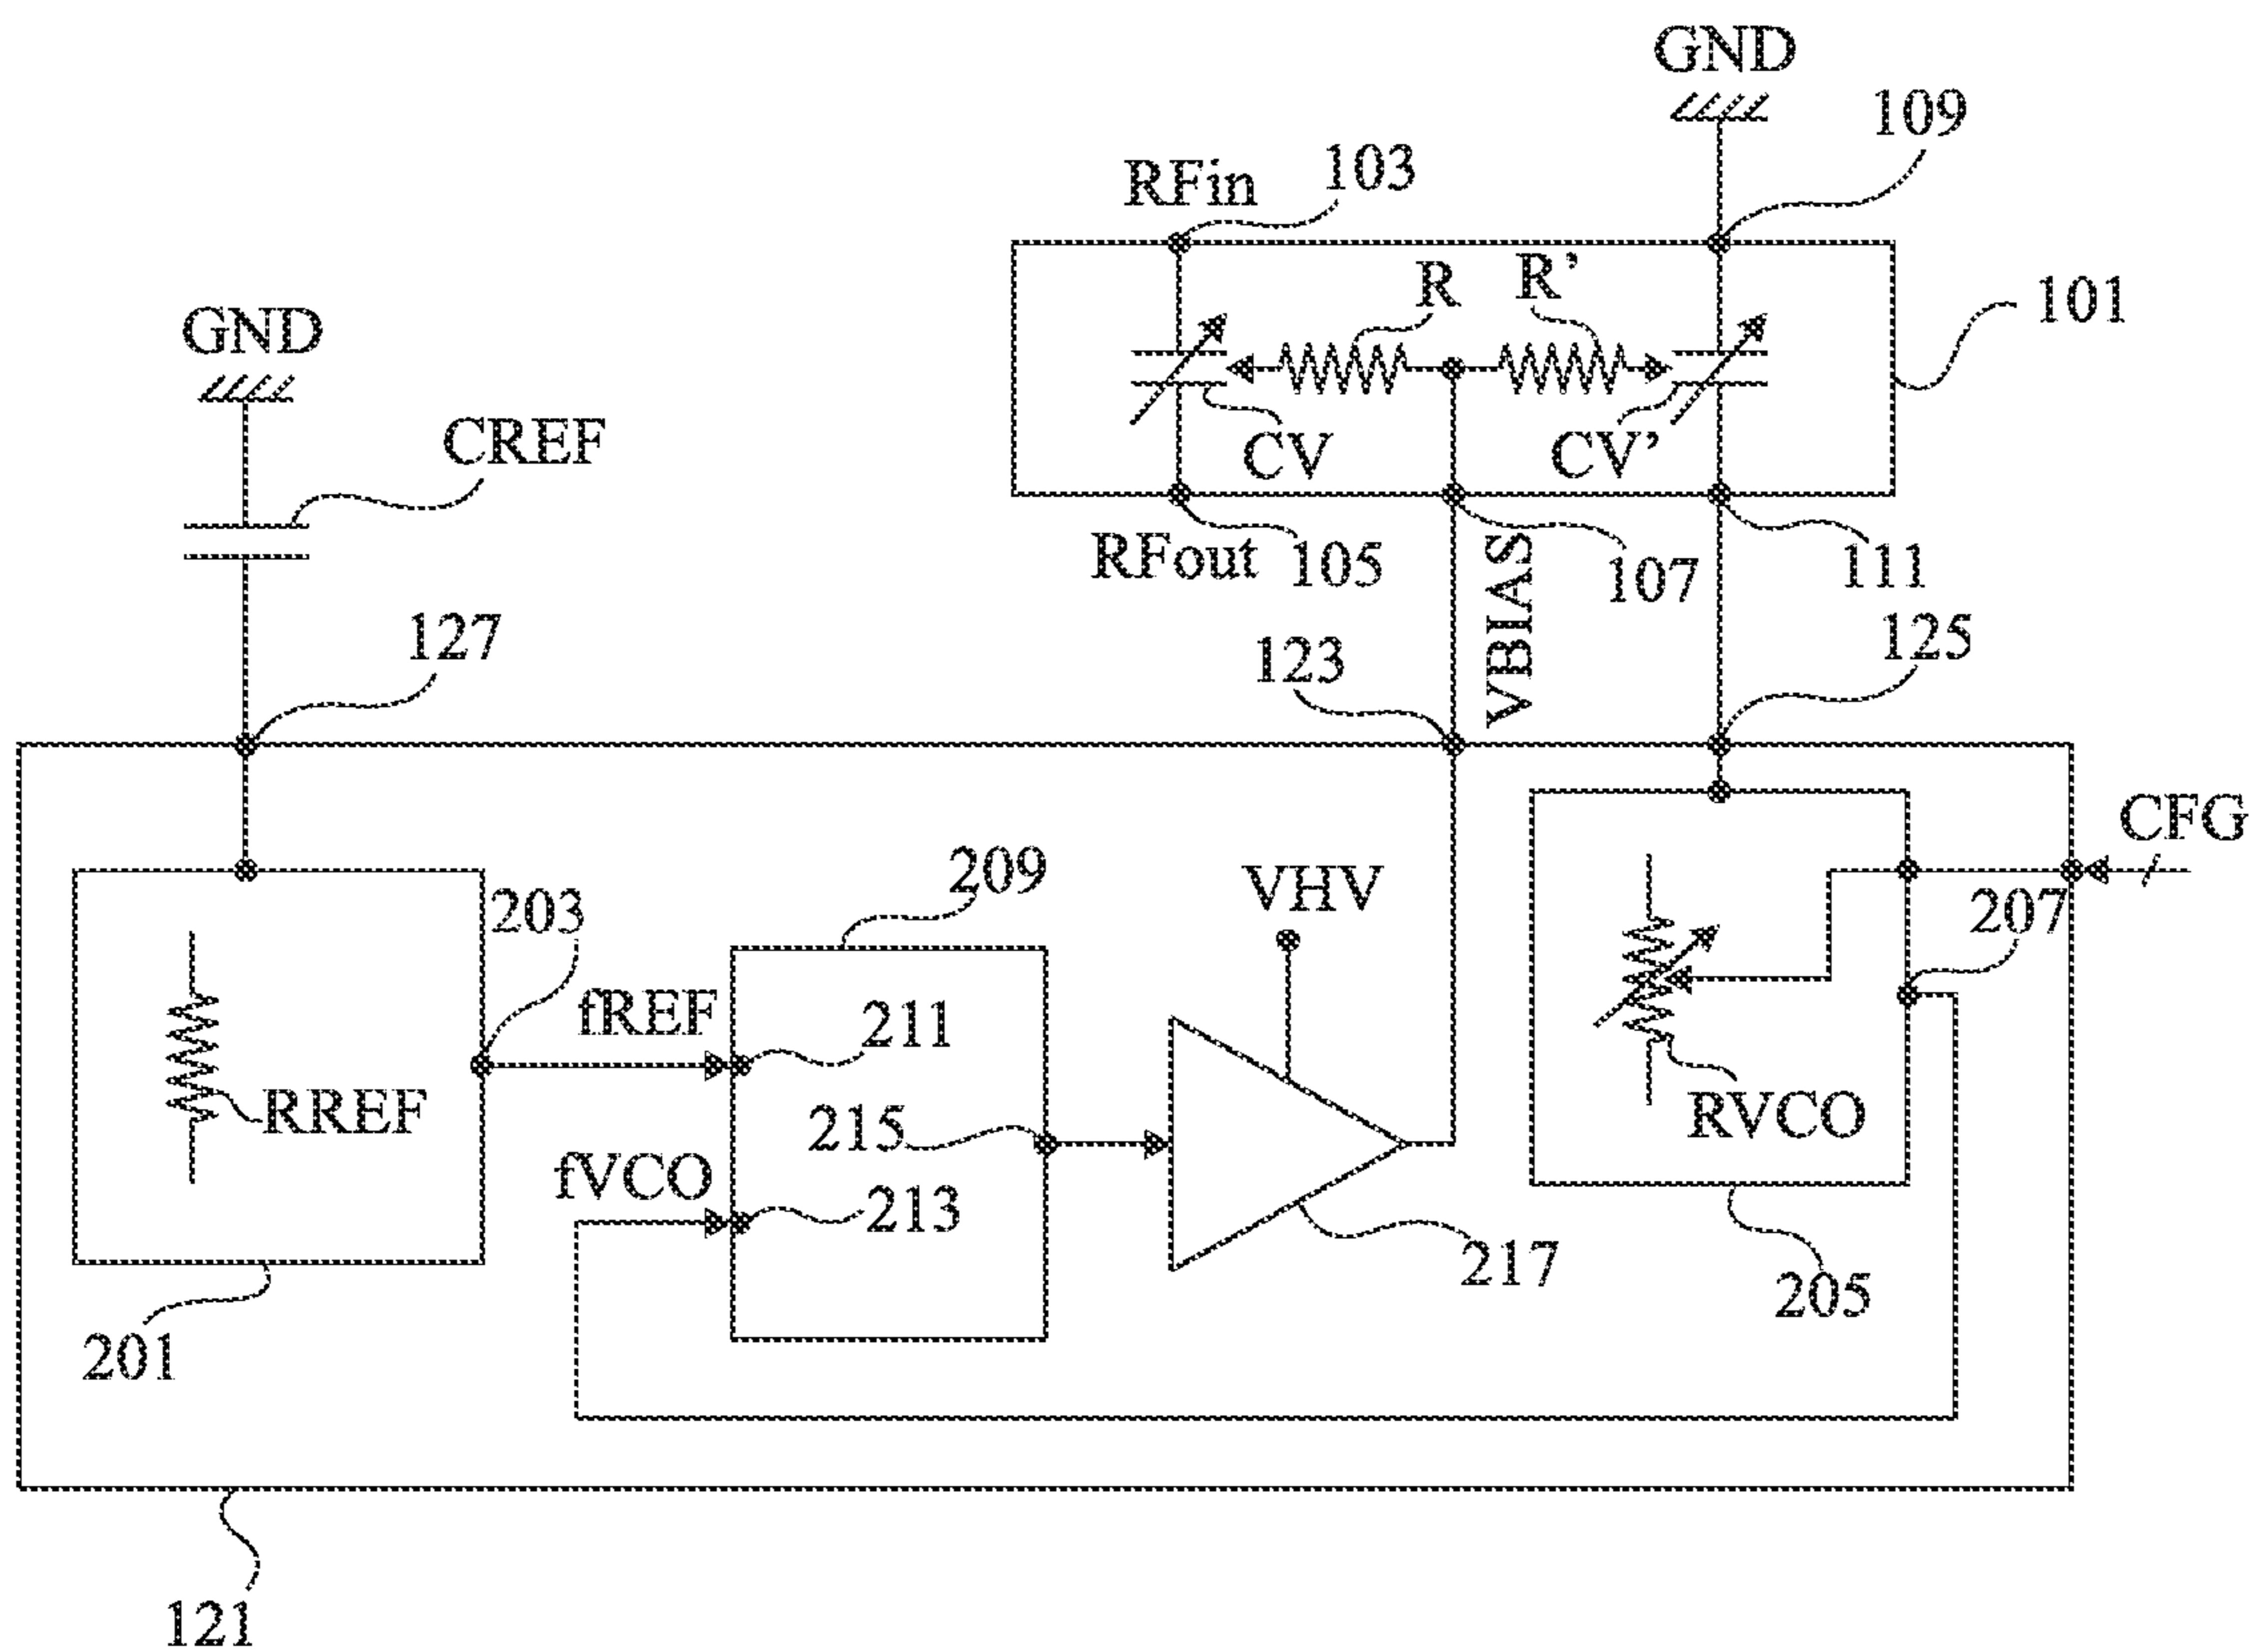 GND
109
RFin
103
R
R'
101
GND
CREF
CV
CV'
RFout
105
107
111
VBIAS
127
123
125
CFG
209
VHV
203
207
fREF
211
RREF
215
RVCO
fVCO
213
217
205
201
121